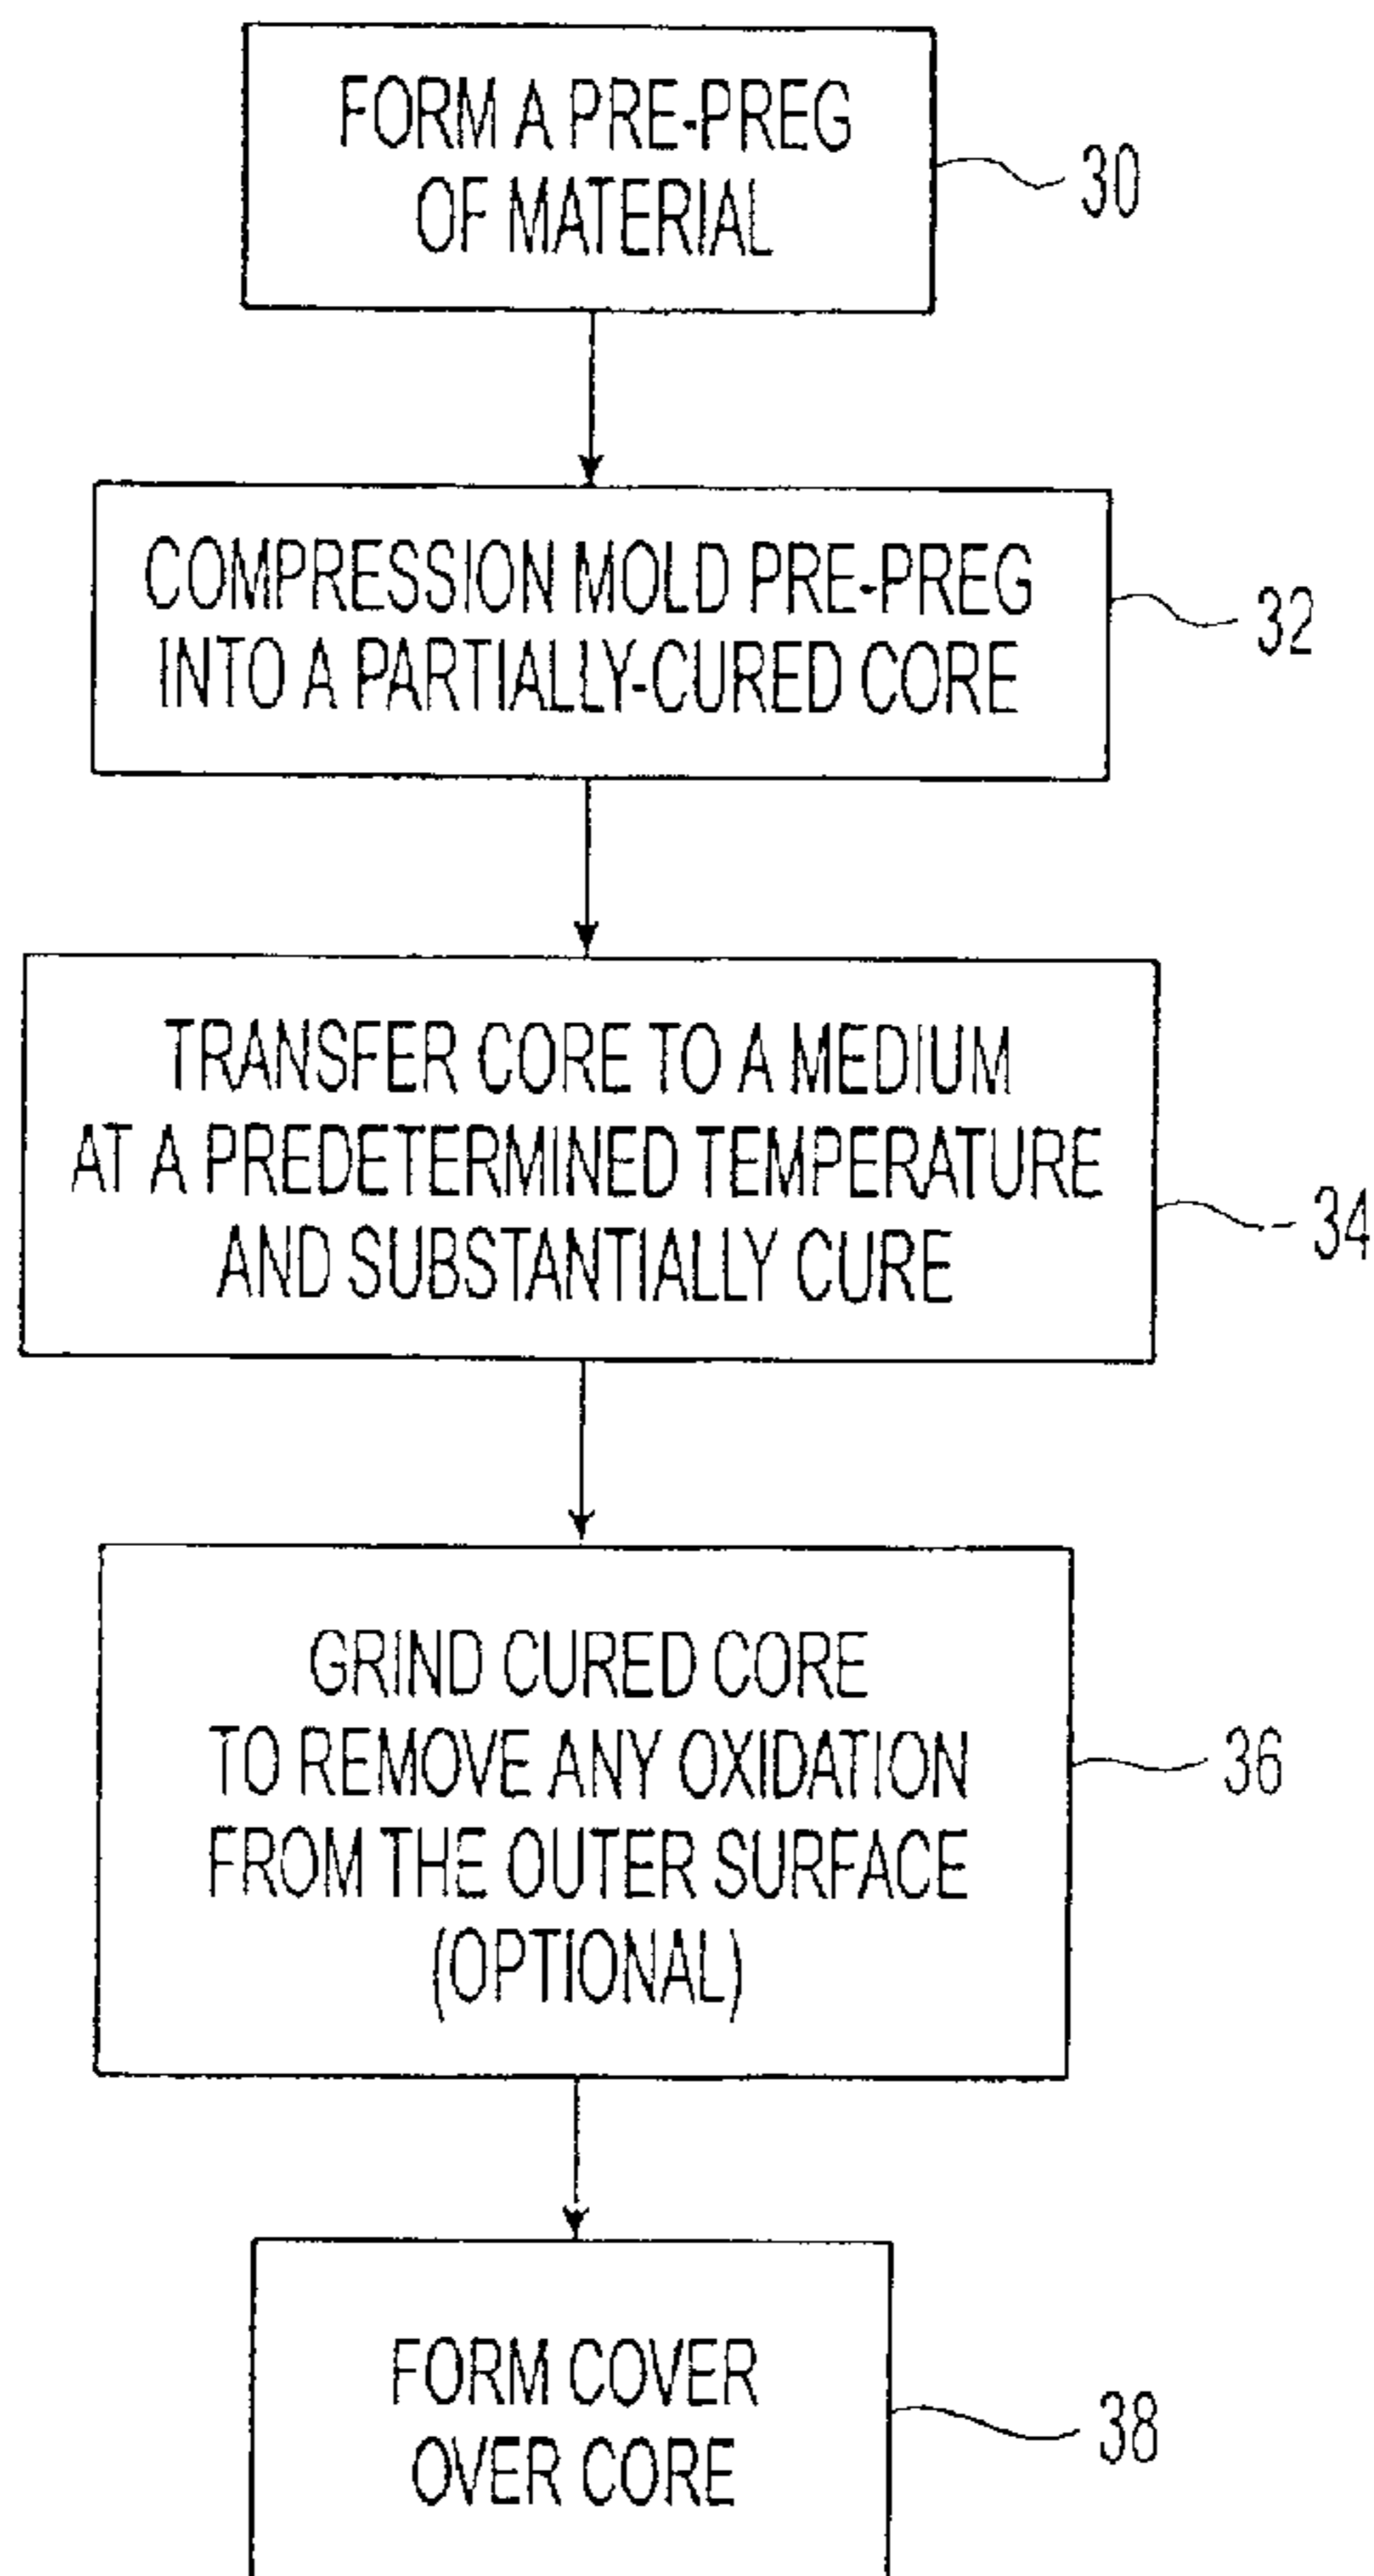 FORM A PRE-PREG
OF MATERIAL
30
COMPRESSION MOLD PRE-PREG
INTO A PARTIALLY-CURED CORE
32
TRANSFER CORE TO A MEDIUM
AT A PREDETERMINED TEMPERATURE
AND SUBSTANTIALLY CURE
34
GRIND CURED CORE
TO REMOVE ANY OXIDATION
FROM THE OUTER SURFACE
(OPTIONAL)
36
FORM COVER
OVER CORE
38